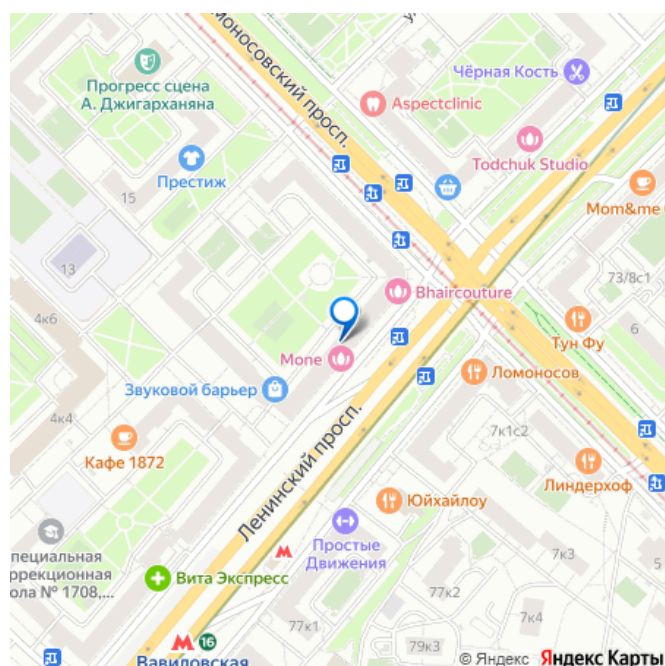 Прогресс сцена
А. Джигарханяна
моносовский просп.
Чёрная Кость
Aspectclinic
Todchuk Studio
Престиж
15
Mom&me
13
73/8с1
Bhaircouture
4к6
6
Тун Фу
Mone
Звуковой барьер
Ломоносов
4к4
7к1с2
Кафе 1872
Ленинский просп.
Линдерхоф
Юйхайлоу
Простые
Движения
пециальная
ррекционная
ола № 1708,...
7к3
5
Вита Экспресс
77к2
7к4
77к1
16
79к3
Вавиловская
© Яндекс Яндекс Карты